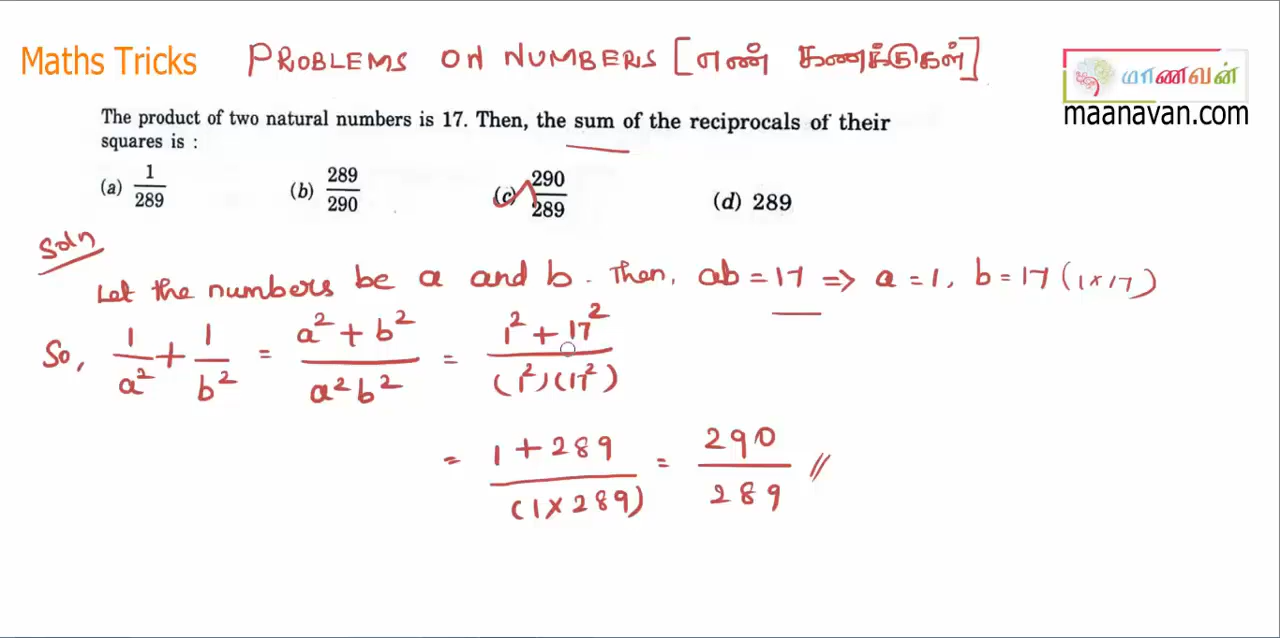 Maths Tricks PROBLEMS ON NUMBERS [எண் கணக்குகள்]
மாணவன்
maanavan.com
The product of two natural numbers is 17. Then, the sum of the reciprocals of their
squares is :
(a) 1/289 (b) 289/290 (c) 290/289 (d) 289
Soln
Let the numbers be a and b. Then, ab = 17 ⇒ a = 1, b = 17 (1 × 17)
So, 1/a² + 1/b² = (a² + b²)/(a² b²) = (1² + 17²)/((1²)(17²))
= (1 + 289)/(1 × 289) = 290/289 //